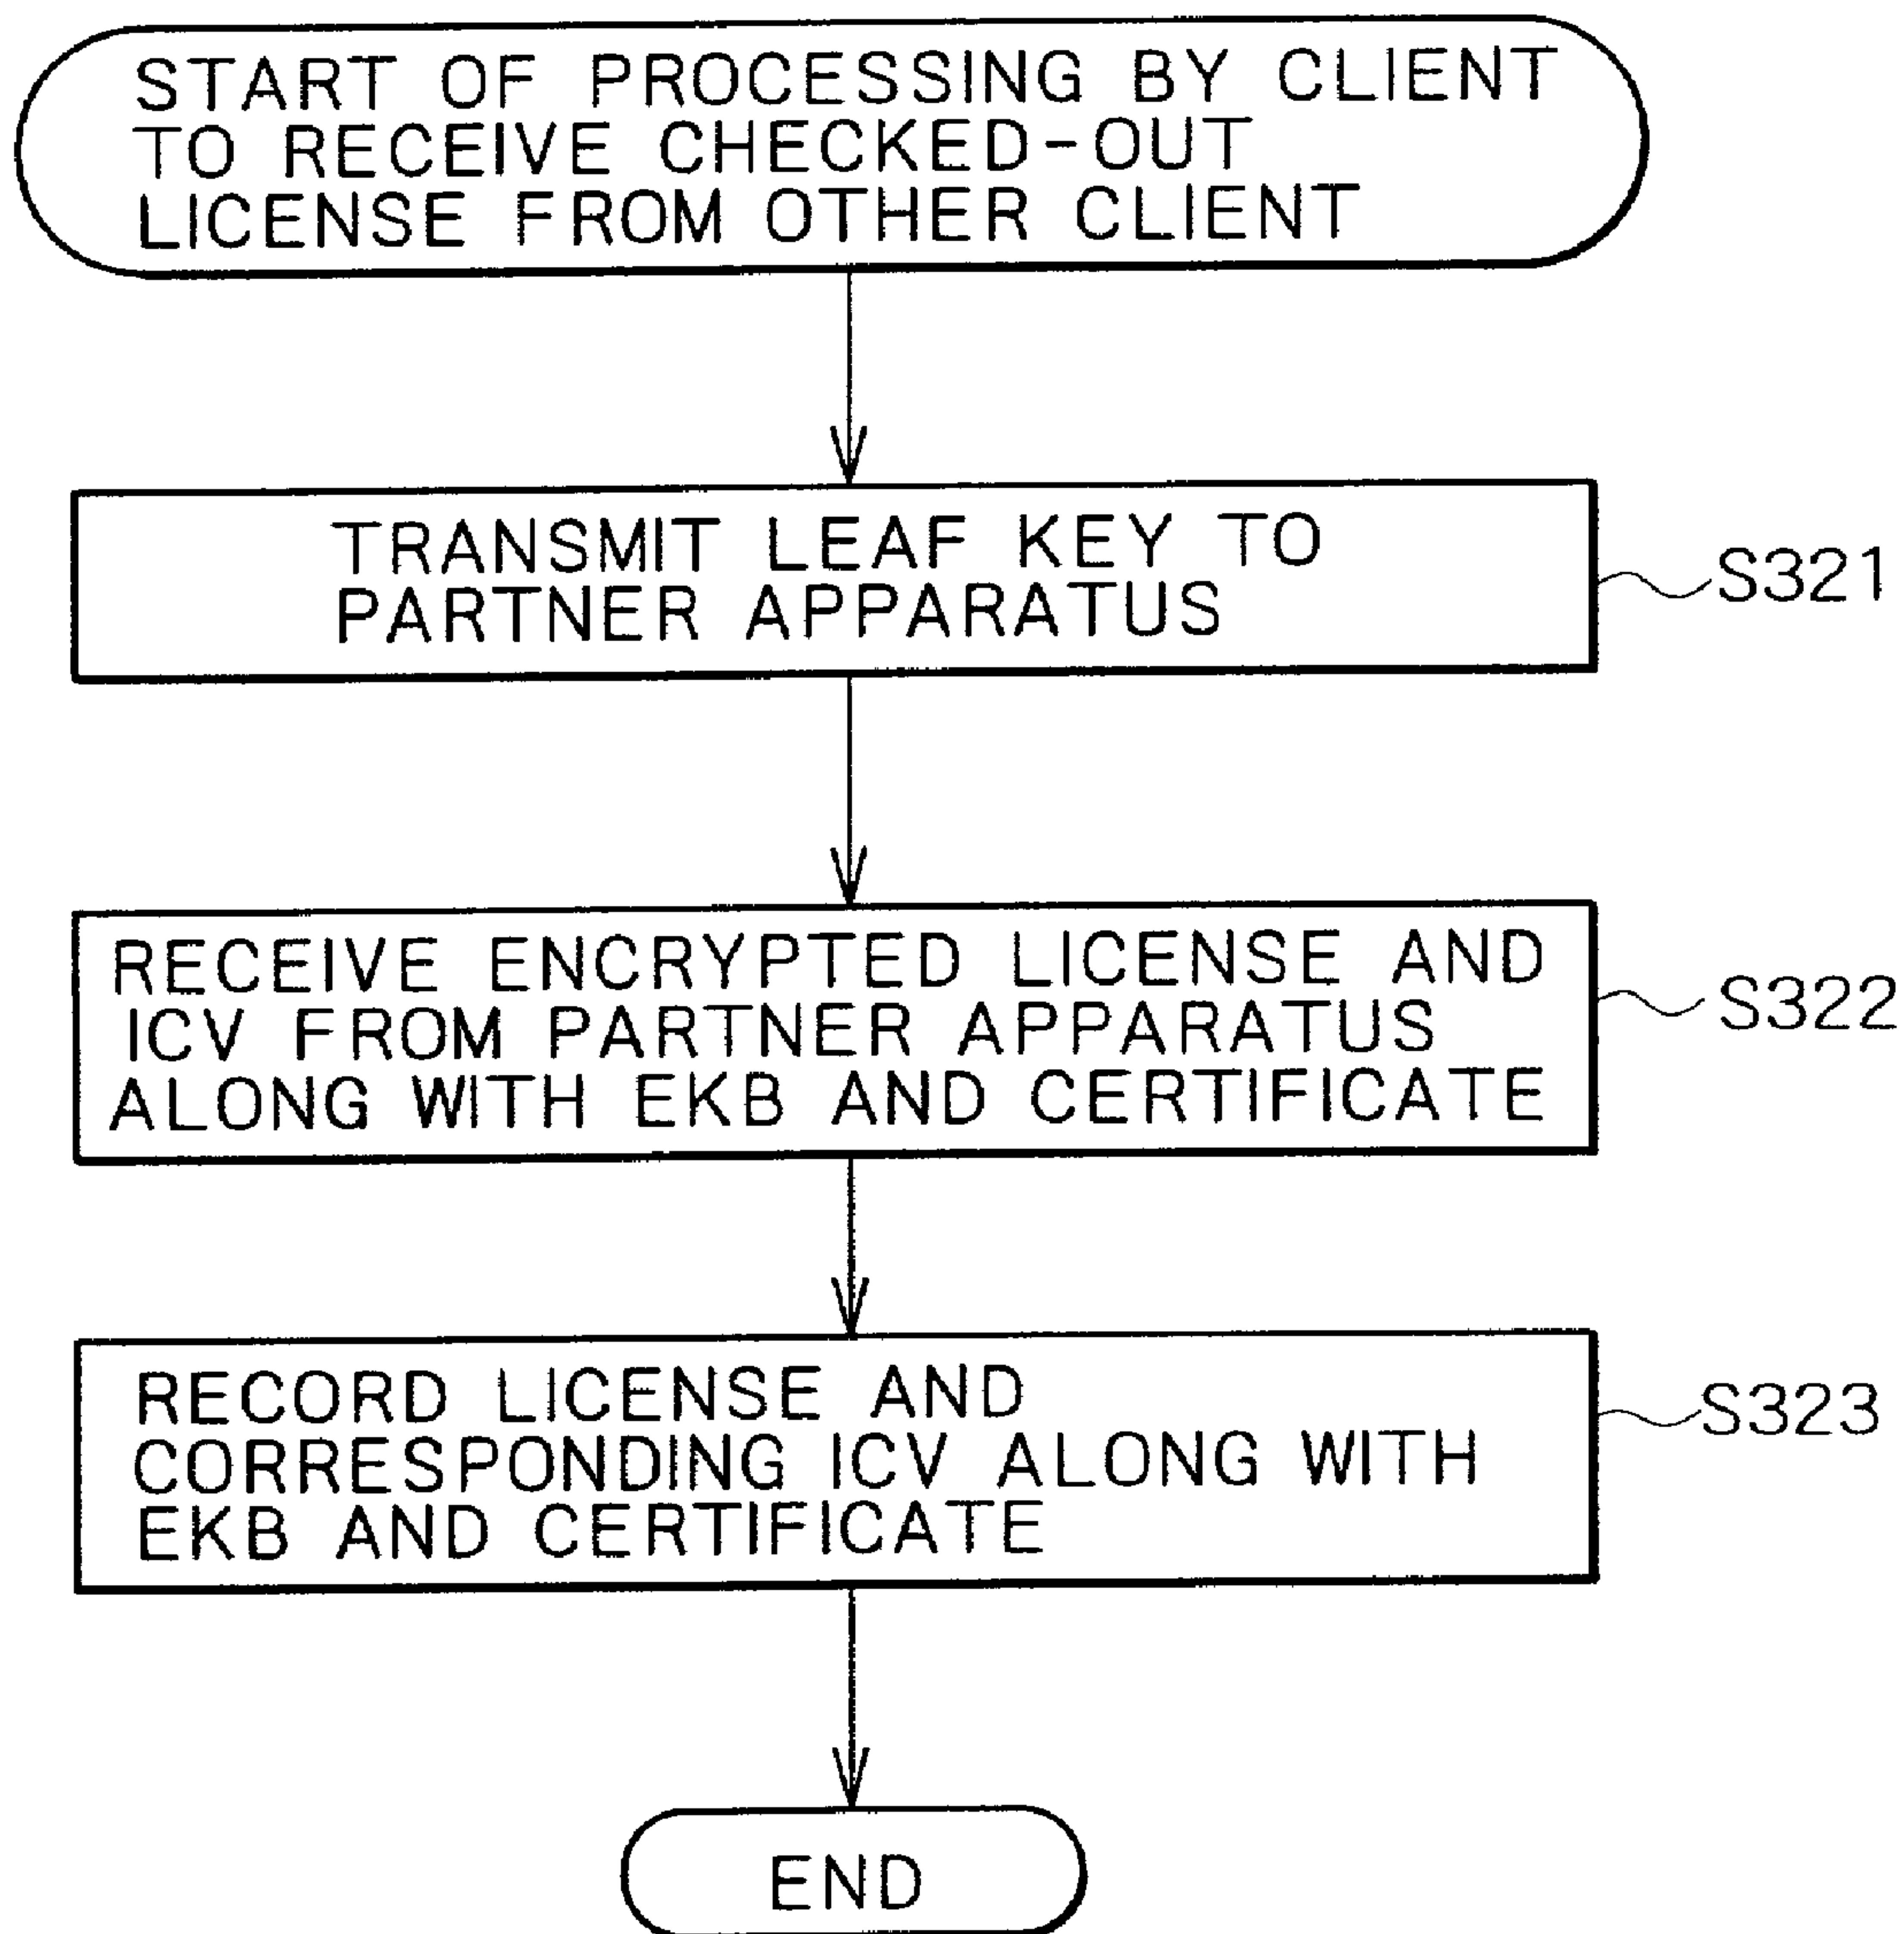 START OF PROCESSING BY CLIENT
TO RECEIVE CHECKED-OUT
LICENSE FROM OTHER CLIENT
TRANSMIT LEAF KEY TO
PARTNER APPARATUS
S321
RECEIVE ENCRYPTED LICENSE AND
ICV FROM PARTNER APPARATUS
ALONG WITH EKB AND CERTIFICATE
S322
RECORD LICENSE AND
CORRESPONDING ICV ALONG WITH
EKB AND CERTIFICATE
S323
END